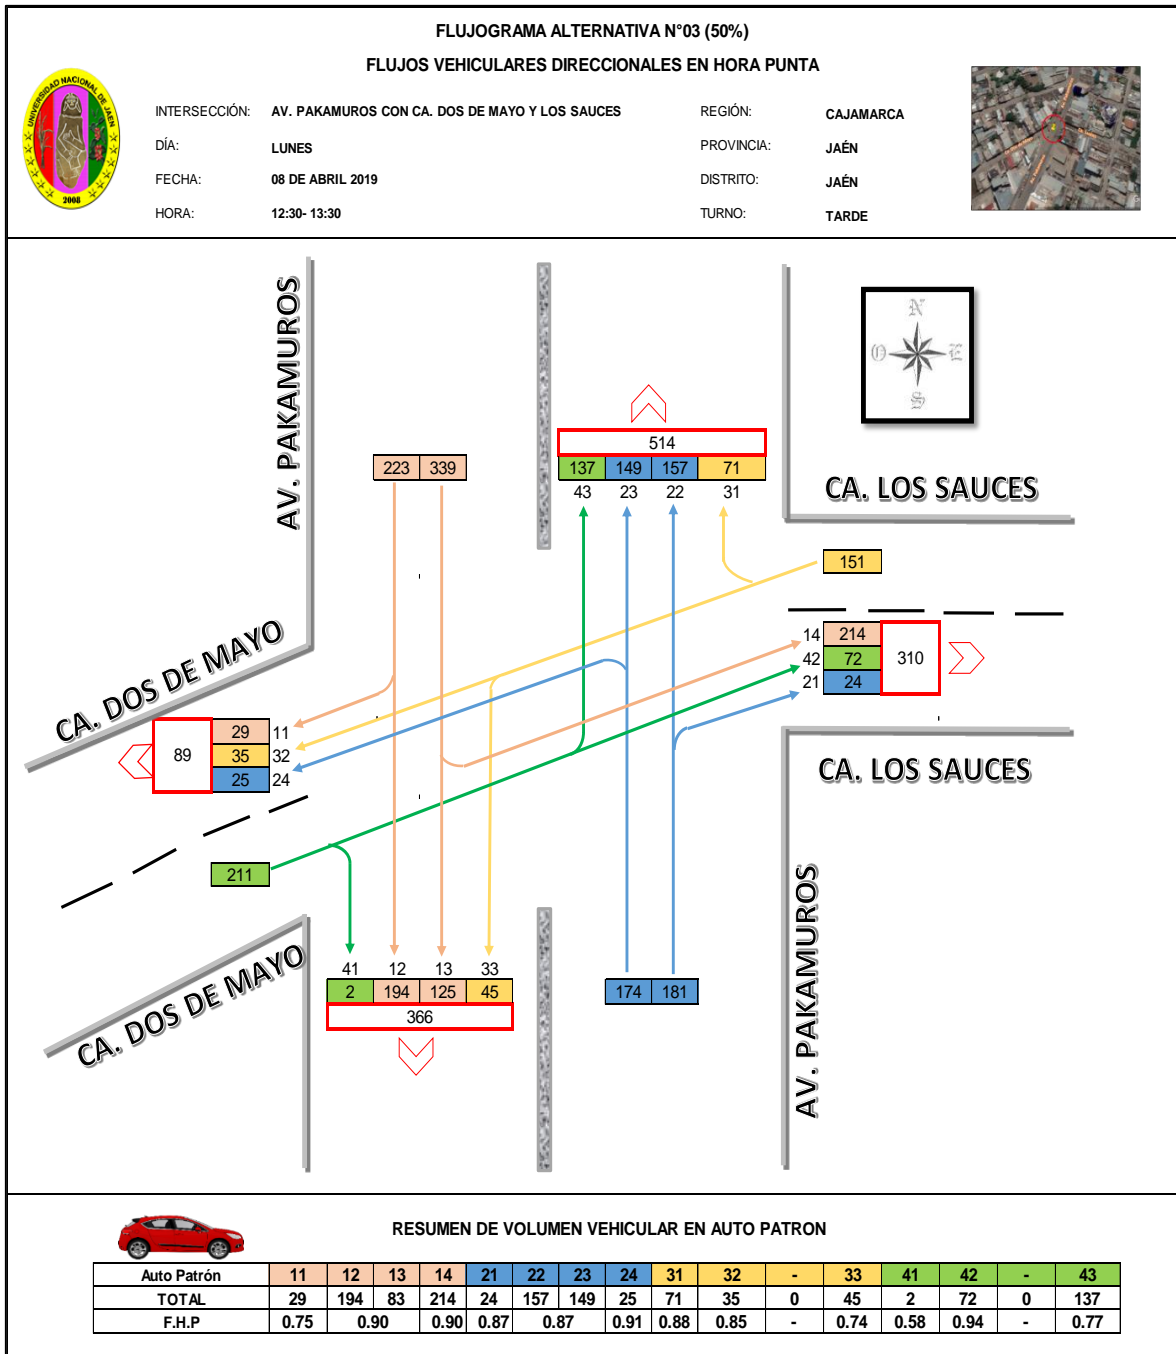 FLUJOGRAMA ALTERNATIVA N°03 (50%)
FLUJOS VEHICULARES DIRECCIONALES EN HORA PUNTA
UNIVERSIDAD NACIONAL DE JAEN
2008
INTERSECCIÓN: AV. PAKAMUROS CON CA. DOS DE MAYO Y LOS SAUCES
REGIÓN: CAJAMARCA
DÍA: LUNES
PROVINCIA: JAÉN
FECHA: 08 DE ABRIL 2019
DISTRITO: JAÉN
HORA: 12:30- 13:30
TURNO: TARDE
AV. PAKAMUROS
N
O E
S
514
223 339
137 149 157 71
43 23 22 31
CA. LOS SAUCES
151
14 214
42 72 310
21 24
CA. DOS DE MAYO
29 11
89 35 32
25 24
CA. LOS SAUCES
211
AV. PAKAMUROS
CA. DOS DE MAYO
41 12 13 33
2 194 125 45
366
174 181
RESUMEN DE VOLUMEN VEHICULAR EN AUTO PATRON
Auto Patrón 11 12 13 14 21 22 23 24 31 32 - 33 41 42 - 43
TOTAL 29 194 83 214 24 157 149 25 71 35 0 45 2 72 0 137
F.H.P 0.75 0.90 0.90 0.87 0.87 0.91 0.88 0.85 - 0.74 0.58 0.94 - 0.77